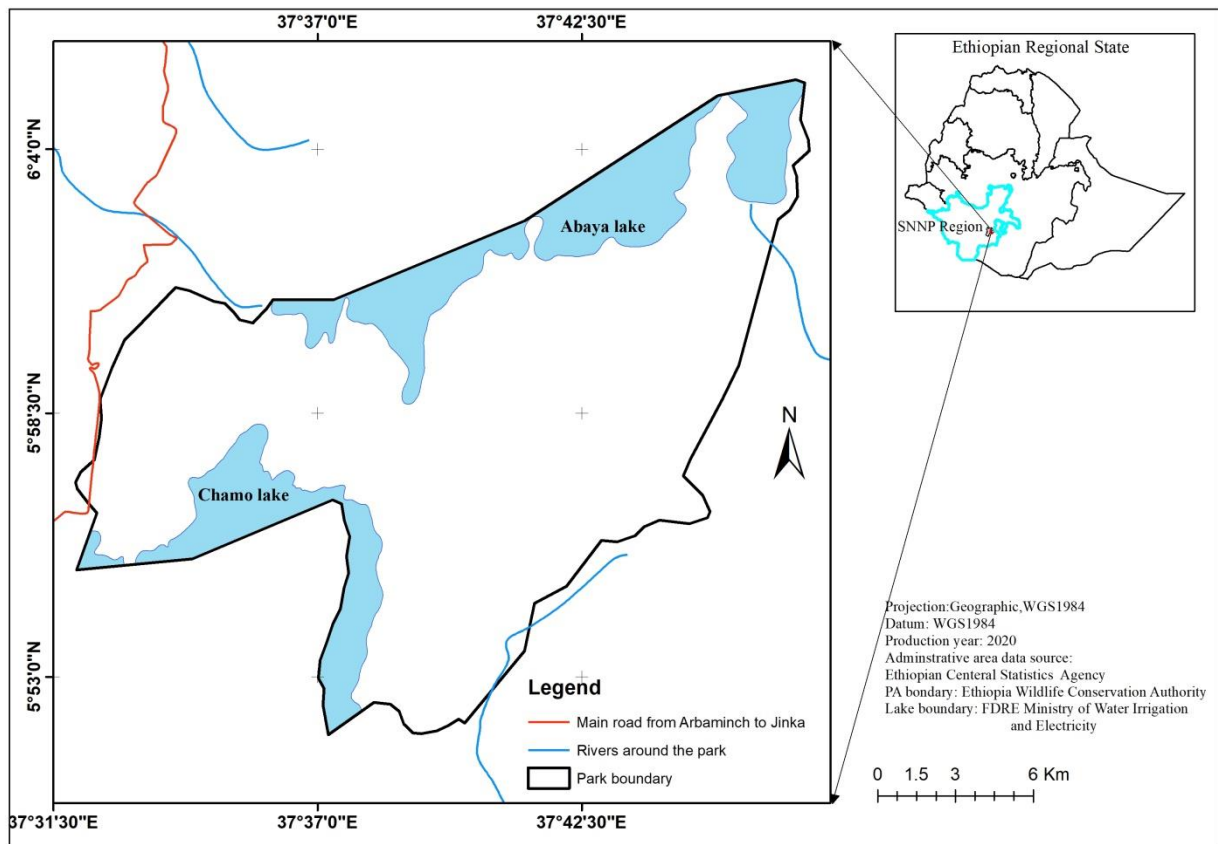 37°37'0"E
37°42'30"E
Ethiopian Regional State
6°4'0"N
Abaya lake
SNNP Region
5°58'30"N
N
Chamo lake
Projection:Geographic,WGS1984
Datum: WGS1984
Production year: 2020
Adminstrative area data source:
Ethiopian Centeral Statistics Agency
PA bondary: Ethiopia Wildlife Conservation Authority
Lake boundary: FDRE Ministry of Water Irrigation
and Electricity
5°53'0"N
Legend
Main road from Arbaminch to Jinka
Rivers around the park
Park boundary
0 1.5 3 6 Km
37°31'30"E
37°37'0"E
37°42'30"E